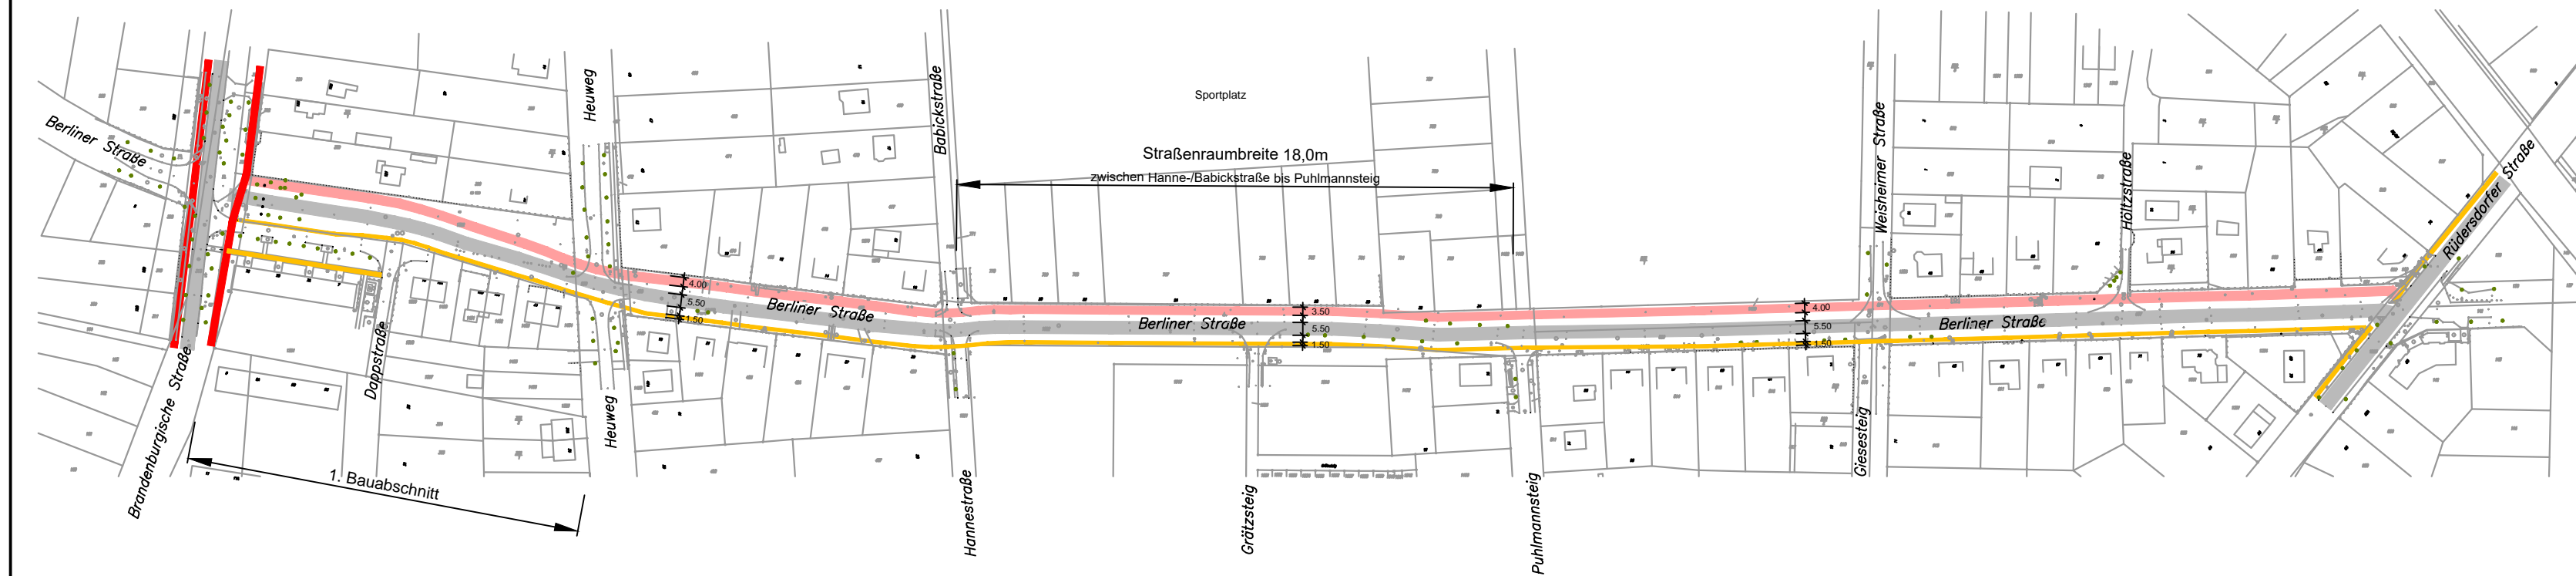 Berliner Straße
Brandenburgische Straße
1. Bauabschnitt
Dappstraße
Heuweg
Heuweg
4.00
5.50
1.50
Berliner Straße
Babickstraße
Hannestraße
Sportplatz
Straßenraumbreite 18,0m
zwischen Hanne-/Babickstraße bis Puhlmannsteig
Berliner Straße
3.50
5.50
1.50
Grätzsteig
Puhlmannsteig
4.00
5.50
1.50
Weisheimer Straße
Giesesteig
Berliner Straße
Höltzstraße
Rüdersdorfer Straße